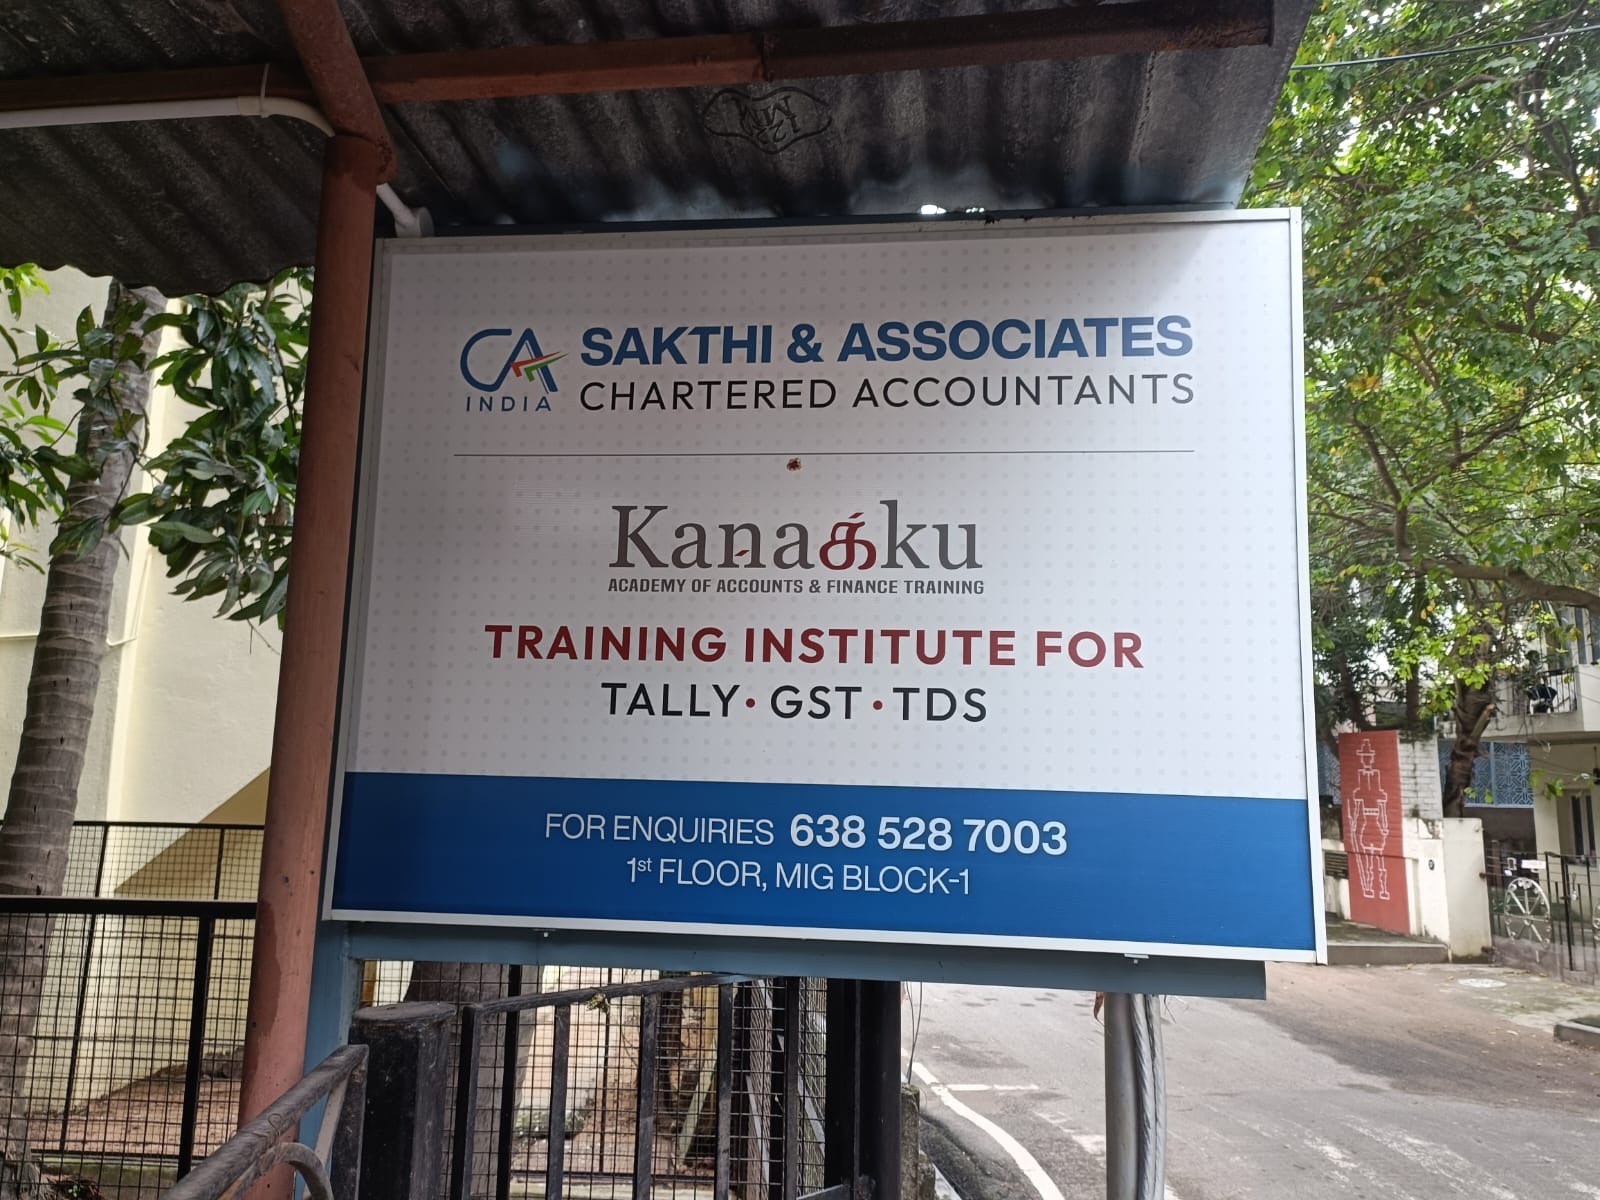 CA INDIA
SAKTHI & ASSOCIATES
CHARTERED ACCOUNTANTS
Kanaக்ku
ACADEMY OF ACCOUNTS & FINANCE TRAINING
TRAINING INSTITUTE FOR
TALLY • GST • TDS
FOR ENQUIRIES 638 528 7003
1st FLOOR, MIG BLOCK-1